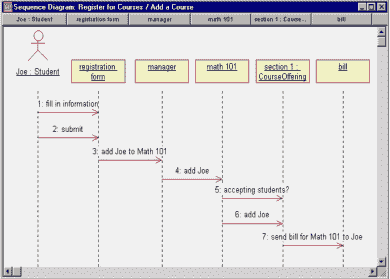 Sequence Diagram: Register for Courses / Add a Course
Joe : Student
registration form
manager
math 101
section 1 : Course...
bill
Joe : Student
registration
form
manager
math 101
section 1 :
CourseOffering
bill
1: fill in information
2: submit
3: add Joe to Math 101
4: add Joe
5: accepting students?
6: add Joe
7: send bill for Math 101 to Joe